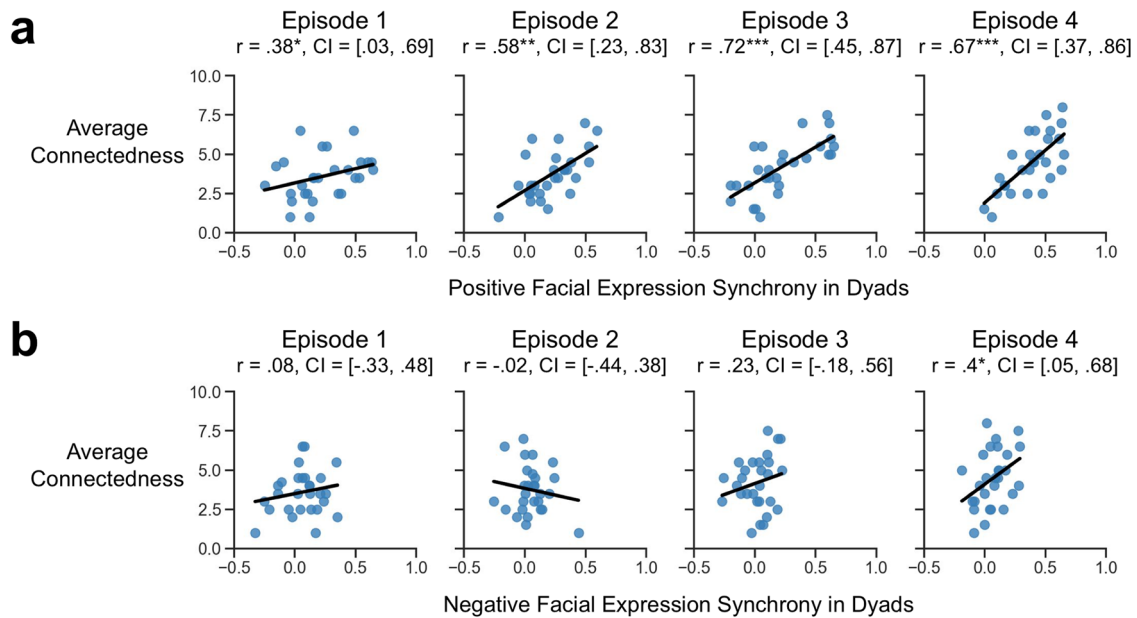 a
Episode 1 Episode 2 Episode 3 Episode 4
r = .38*, CI = [.03, .69] r = .58**, CI = [.23, .83] r = .72***, CI = [.45, .87] r = .67***, CI = [.37, .86]
10.0
7.5
Average
Connectedness
5.0
2.5
0.0
−0.5 0.0 0.5 1.0 −0.5 0.0 0.5 1.0 −0.5 0.0 0.5 1.0 −0.5 0.0 0.5 1.0
Positive Facial Expression Synchrony in Dyads
b
Episode 1 Episode 2 Episode 3 Episode 4
r = .08, CI = [-.33, .48] r = -.02, CI = [-.44, .38] r = .23, CI = [-.18, .56] r = .4*, CI = [.05, .68]
10.0
7.5
Average
Connectedness
5.0
2.5
0.0
−0.5 0.0 0.5 1.0 −0.5 0.0 0.5 1.0 −0.5 0.0 0.5 1.0 −0.5 0.0 0.5 1.0
Negative Facial Expression Synchrony in Dyads